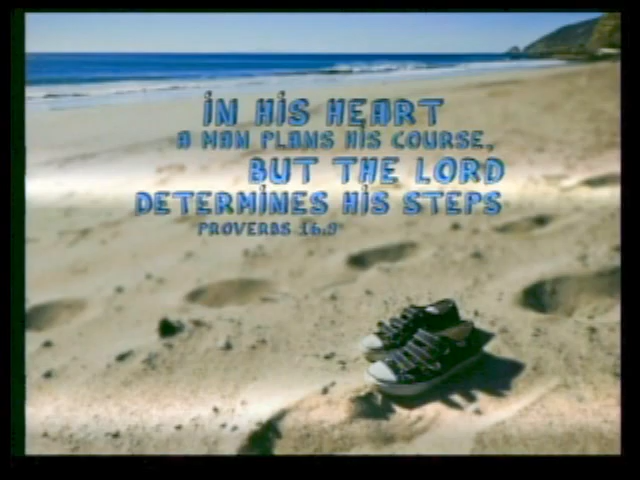 IN HIS HEART
A MAN PLANS HIS COURSE,
BUT THE LORD
DETERMINES HIS STEPS
PROVERBS 16.9